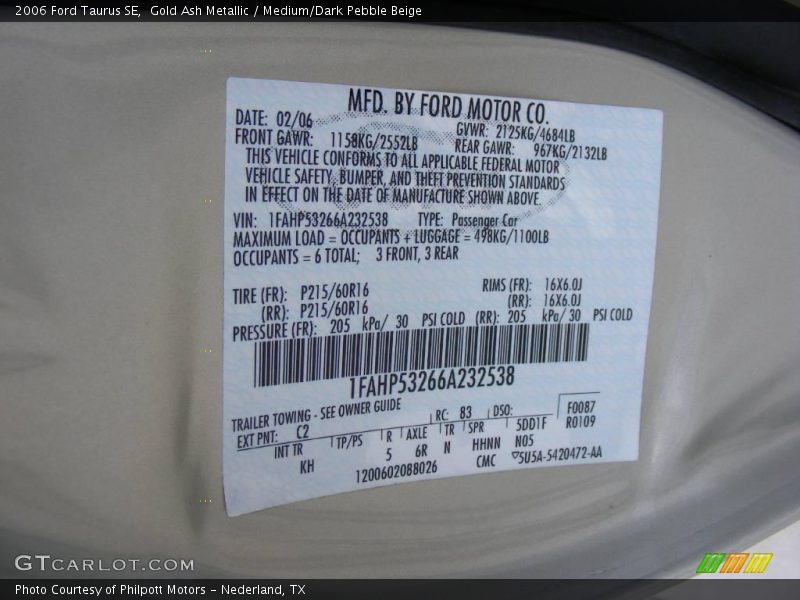 2006 Ford Taurus SE,  Gold Ash Metallic / Medium/Dark Pebble Beige
MFD. BY FORD MOTOR CO.
DATE: 02/06 GVWR: 2125KG/4684LB
FRONT GAWR: 1158KG/2552LB REAR GAWR: 967KG/2132LB
THIS VEHICLE CONFORMS TO ALL APPLICABLE FEDERAL MOTOR
VEHICLE SAFETY, BUMPER, AND THEFT PREVENTION STANDARDS
IN EFFECT ON THE DATE OF MANUFACTURE SHOWN ABOVE.
VIN: 1FAHP53266A232538 TYPE: Passenger Car
MAXIMUM LOAD = OCCUPANTS + LUGGAGE = 498KG/1100LB
OCCUPANTS = 6 TOTAL; 3 FRONT, 3 REAR
TIRE (FR): P215/60R16 RIMS (FR): 16X6.0J
(RR): P215/60R16 (RR): 16X6.0J
PRESSURE (FR): 205 kPa/ 30 PSI COLD (RR): 205 kPa/ 30 PSI COLD
1FAHP53266A232538
TRAILER TOWING - SEE OWNER GUIDE RC: 83 DSO: F0087
EXT PNT: C2 R0109
INT TR TP/PS R AXLE TR SPR 5DD1F
KH 5 6R N HHNN N05
1200602088026 CMC 5U5A-5420472-AA
GTCARLOT.COM
Photo Courtesy of Philpott Motors - Nederland, TX